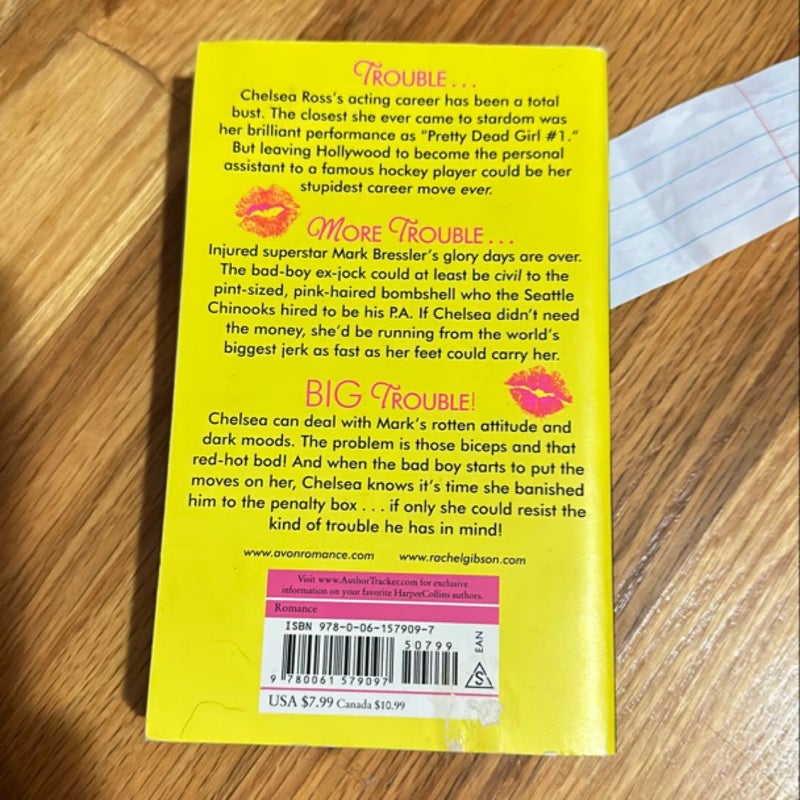 TROUBLE...
Chelsea Ross's acting career has been a total
bust. The closest she ever came to stardom was
her brilliant performance as "Pretty Dead Girl #1."
But leaving Hollywood to become the personal
assistant to a famous hockey player could be her
stupidest career move ever.
MORE TROUBLE...
Injured superstar Mark Bressler's glory days are over.
The bad-boy ex-jock could at least be civil to the
pint-sized, pink-haired bombshell who the Seattle
Chinooks hired to be his P.A. If Chelsea didn't need
the money, she'd be running from the world's
biggest jerk as fast as her feet could carry her.
BIG TROUBLE!
Chelsea can deal with Mark's rotten attitude and
dark moods. The problem is those biceps and that
red-hot bod! And when the bad boy starts to put the
moves on her, Chelsea knows it's time she banished
him to the penalty box . . . if only she could resist the
kind of trouble he has in mind!
www.avonromance.com www.rachelgibson.com
Visit www.AuthorTracker.com for exclusive
information on your favorite HarperCollins authors.
Romance
ISBN 978-0-06-157909-7
50799
EAN
S
9 780061 579097
USA $7.99 Canada $10.99